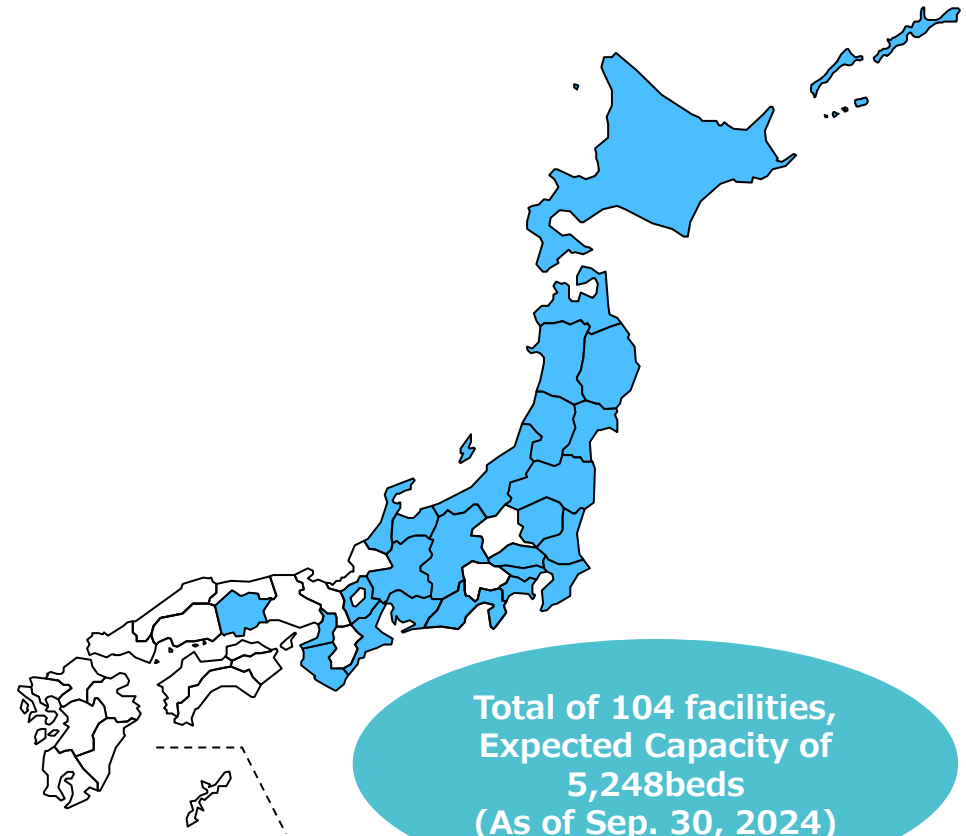 Total of 104 facilities,
Expected Capacity of
5,248beds
(As of Sep. 30, 2024)